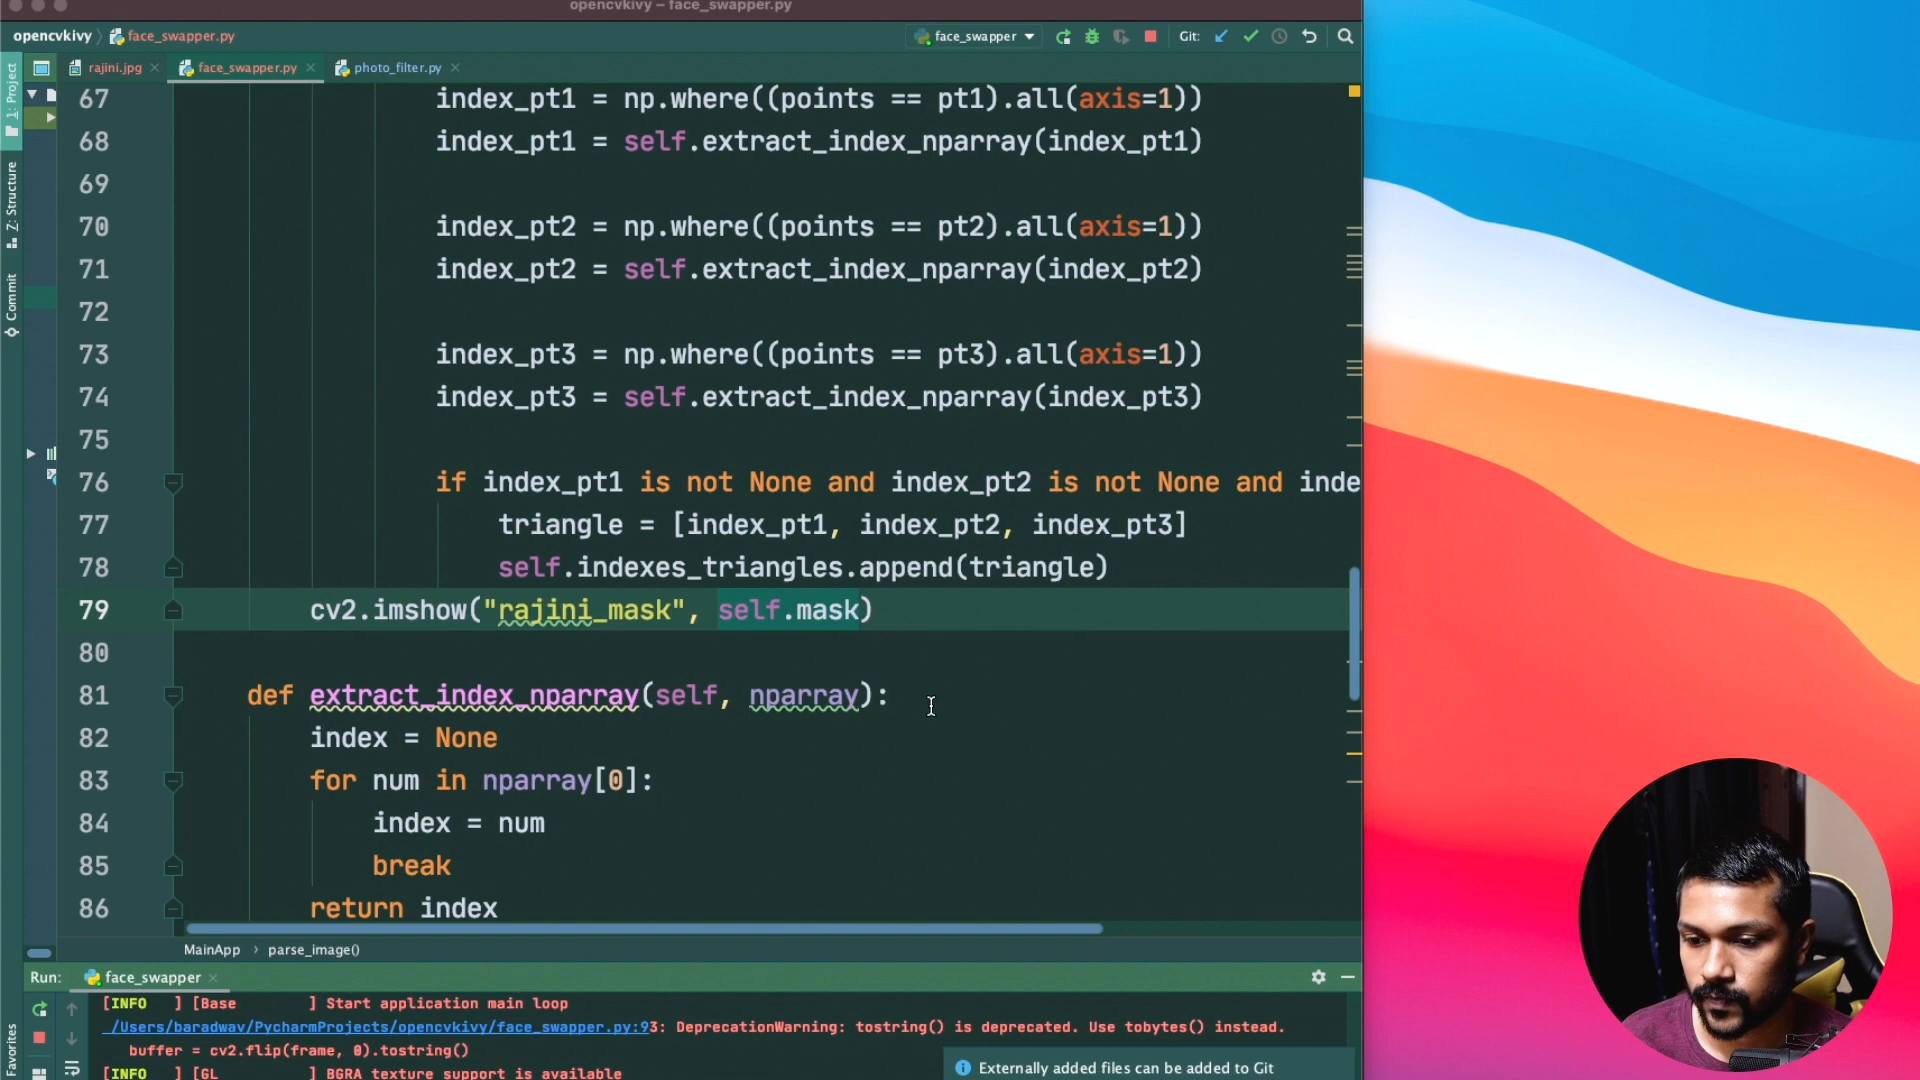 opencvkivy – face_swapper.py
opencvkivy face_swapper.py face_swapper Git:
rajini.jpg face_swapper.py photo_filter.py
1: Project
Z: Structure
Commit
Favorites
67 index_pt1 = np.where((points == pt1).all(axis=1))
68 index_pt1 = self.extract_index_nparray(index_pt1)
69
70 index_pt2 = np.where((points == pt2).all(axis=1))
71 index_pt2 = self.extract_index_nparray(index_pt2)
72
73 index_pt3 = np.where((points == pt3).all(axis=1))
74 index_pt3 = self.extract_index_nparray(index_pt3)
75
76 if index_pt1 is not None and index_pt2 is not None and inde
77 triangle = [index_pt1, index_pt2, index_pt3]
78 self.indexes_triangles.append(triangle)
79 cv2.imshow("rajini_mask", self.mask)
80
81 def extract_index_nparray(self, nparray):
82 index = None
83 for num in nparray[0]:
84 index = num
85 break
86 return index
MainApp parse_image()
Run: face_swapper
[INFO ] [Base ] Start application main loop
/Users/baradwav/PycharmProjects/opencvkivy/face_swapper.py:93: DeprecationWarning: tostring() is deprecated. Use tobytes() instead.
buffer = cv2.flip(frame, 0).tostring()
[INFO ] [GL ] BGRA texture support is available
Externally added files can be added to Git